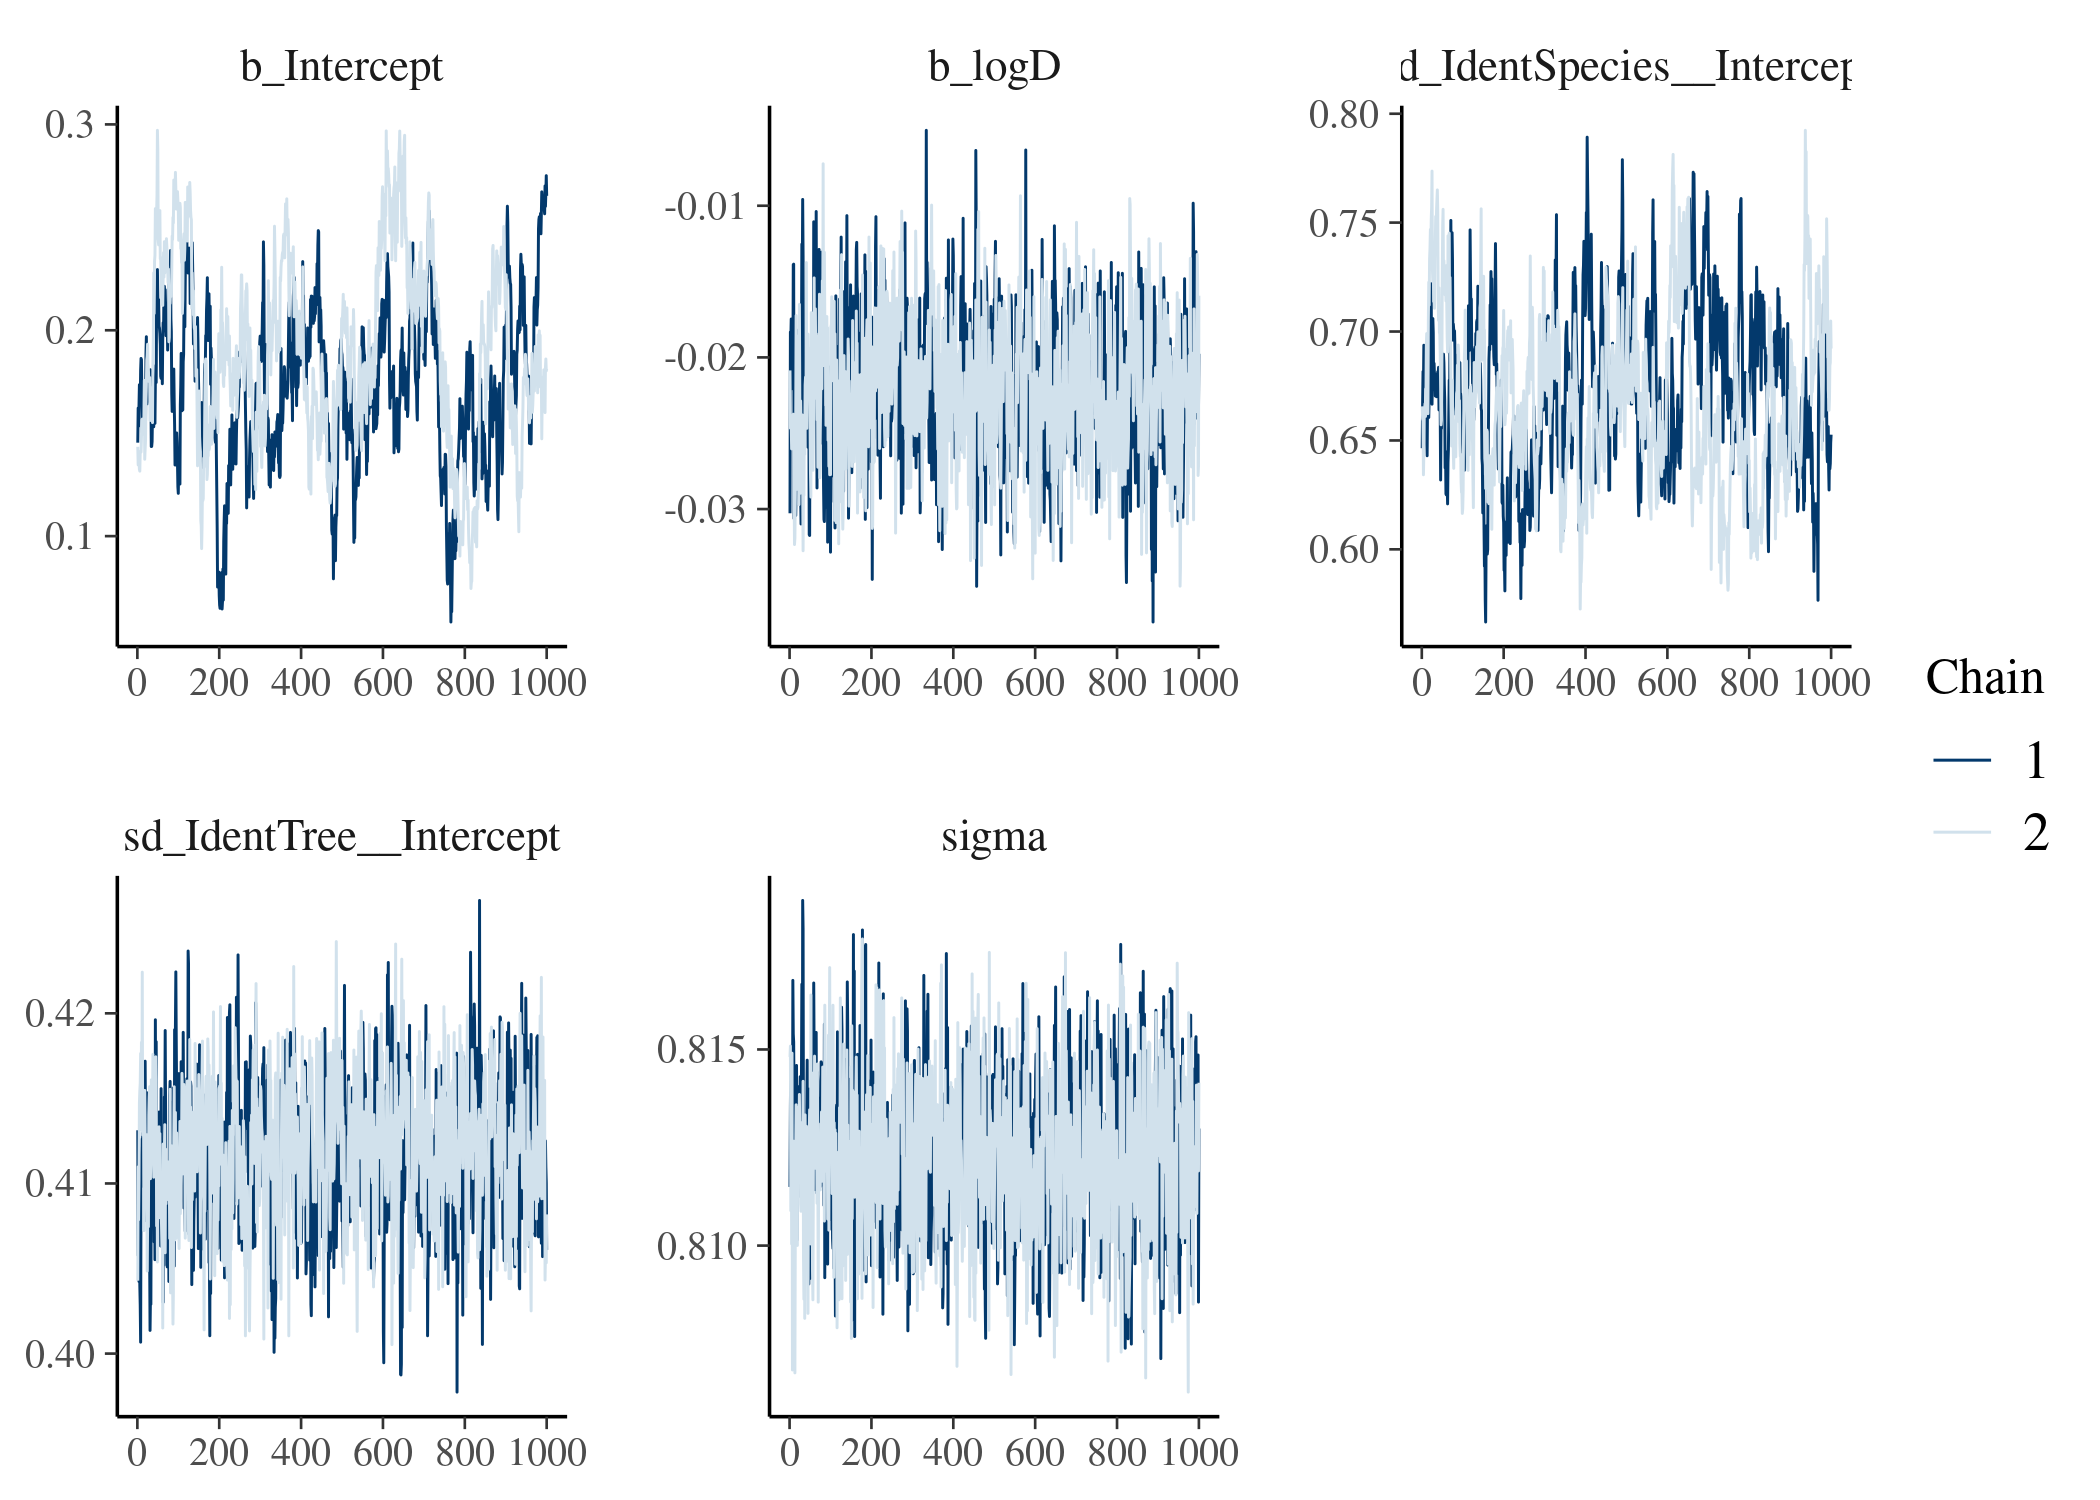 b_Intercept
b_logD
d_IdentSpecies__Intercep
0.3
0.2
0.1
0 200 400 600 800 1000
-0.01
-0.02
-0.03
0 200 400 600 800 1000
0.80
0.75
0.70
0.65
0.60
0 200 400 600 800 1000
Chain
1
2
sd_IdentTree__Intercept
sigma
0.42
0.41
0.40
0 200 400 600 800 1000
0.815
0.810
0 200 400 600 800 1000